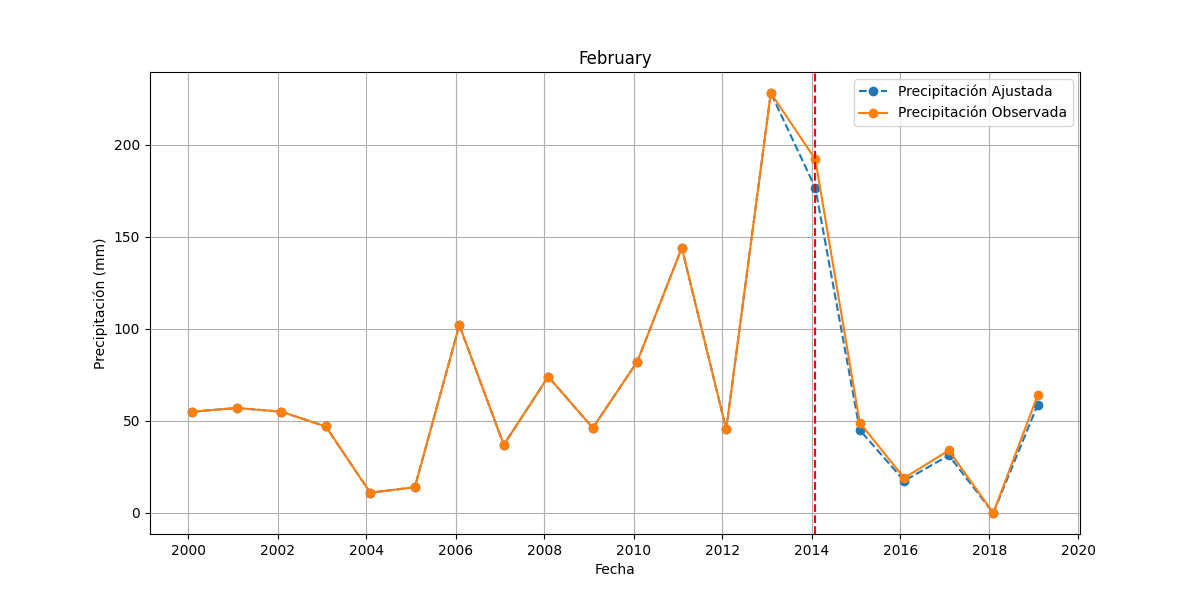 February
Precipitación Ajustada
Precipitación Observada
200
150
100
50
0
Precipitación (mm)
2000 2002 2004 2006 2008 2010 2012 2014 2016 2018 2020
Fecha